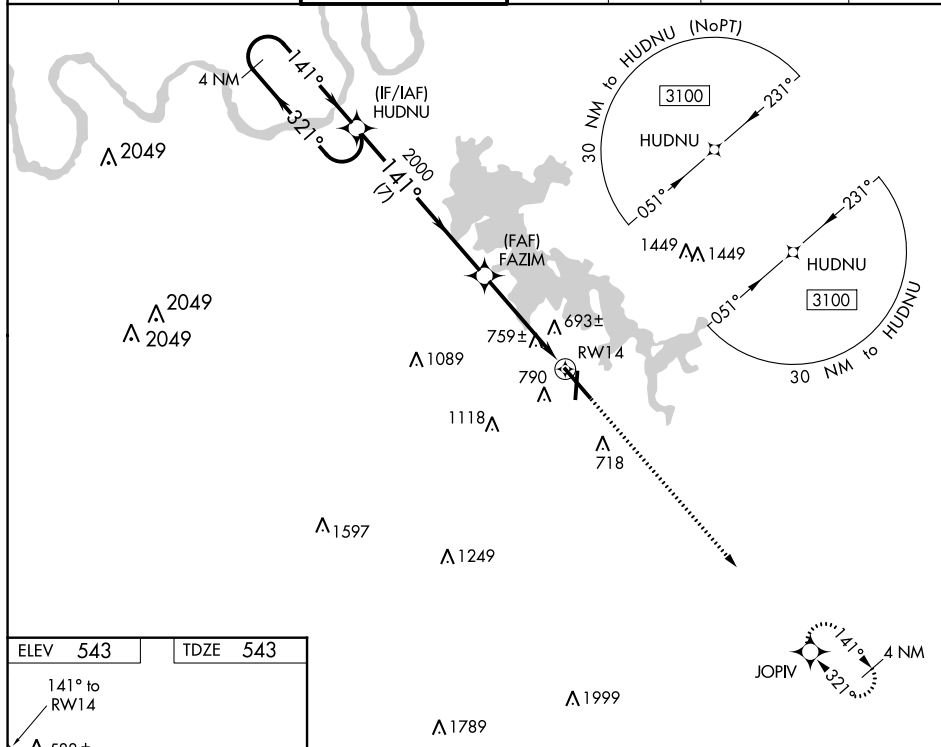 30 NM to HUDNU (NoPT)
3100
HUDNU
231°
051°
4 NM
141°
321°
(IF/IAF)
HUDNU
2049
2000
141°
(7)
(FAF)
FAZIM
1449
1449
231°
HUDNU
3100
051°
30 NM to HUDNU
2049
2049
693±
759±
RW14
1089
790
1118
718
1597
1249
ELEV 543
TDZE 543
141° to
RW14
JOPIV
141°
321°
4 NM
1999
1789